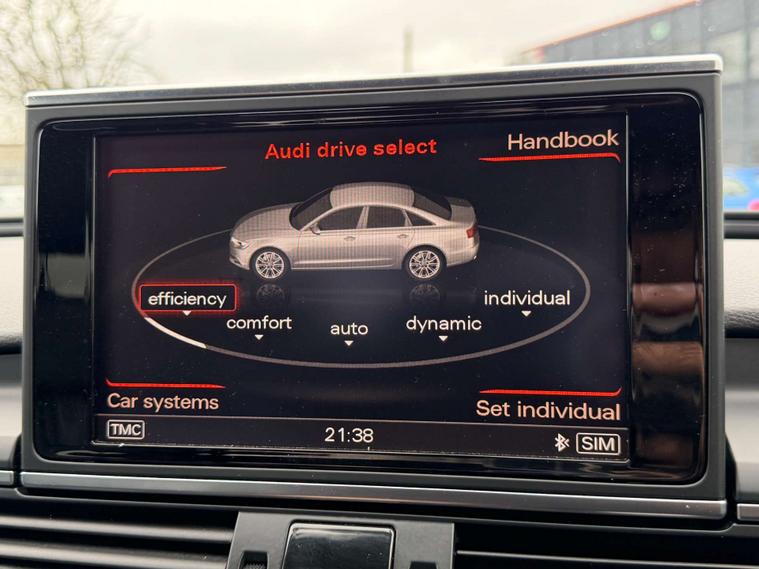 Audi drive select
Handbook
efficiency
comfort
auto
dynamic
individual
Car systems
Set individual
TMC
21:38
SIM